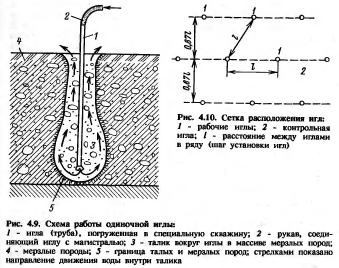 2
1
4
3
5
1
1
0,87l
l
0,87l
1
l
2
Рис. 4.10. Сетка расположения игл:
1 - рабочие иглы; 2 - контрольная
игла; l - расстояние между иглами
в ряду (шаг установки игл)
Рис. 4.9. Схема работы одиночной иглы:
1 - игла (труба), погруженная в специальную скважину; 2 - рукав, соеди-
няющий иглу с магистралью; 3 - талик вокруг иглы в массиве мерзлых пород;
4 - мерзлые породы; 5 - граница талых и мерзлых пород; стрелками показано
направление движения воды внутри талика